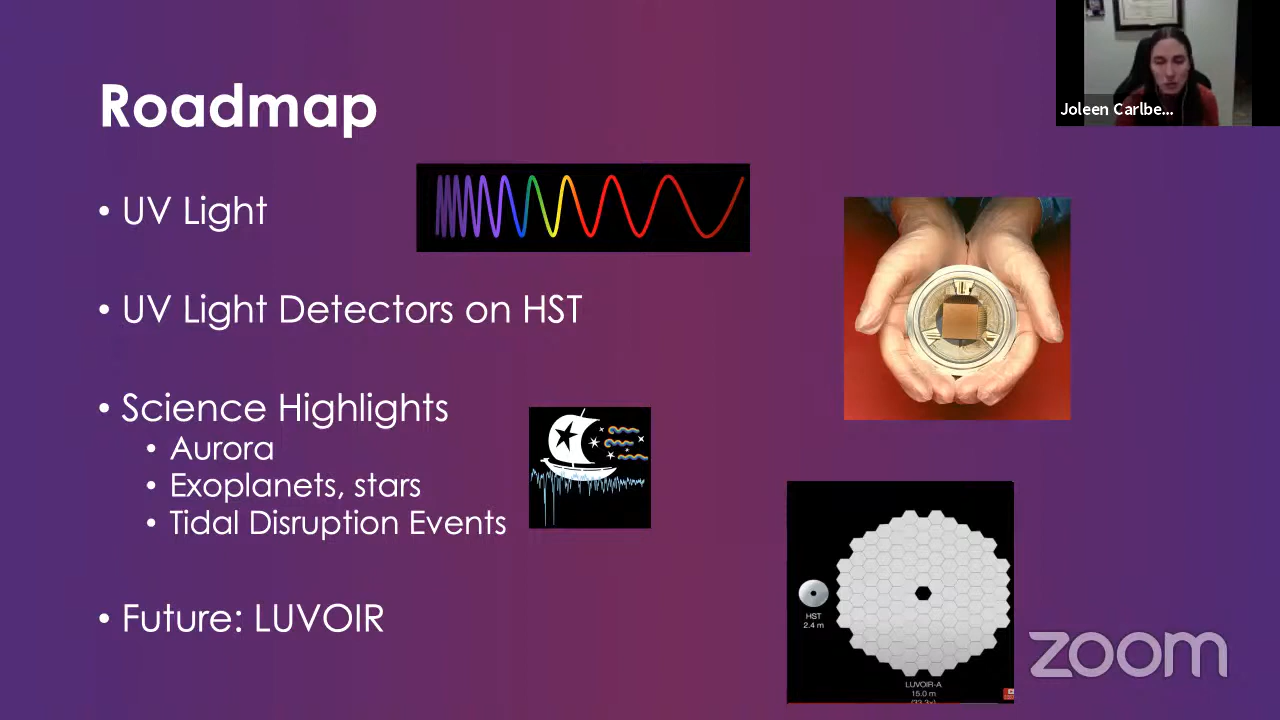 Roadmap
Joleen Carlbe...
• UV Light
• UV Light Detectors on HST
• Science Highlights
• Aurora
• Exoplanets, stars
• Tidal Disruption Events
• Future: LUVOIR
HST
2.4 m
LUVOIR-A
15.0 m
zoom